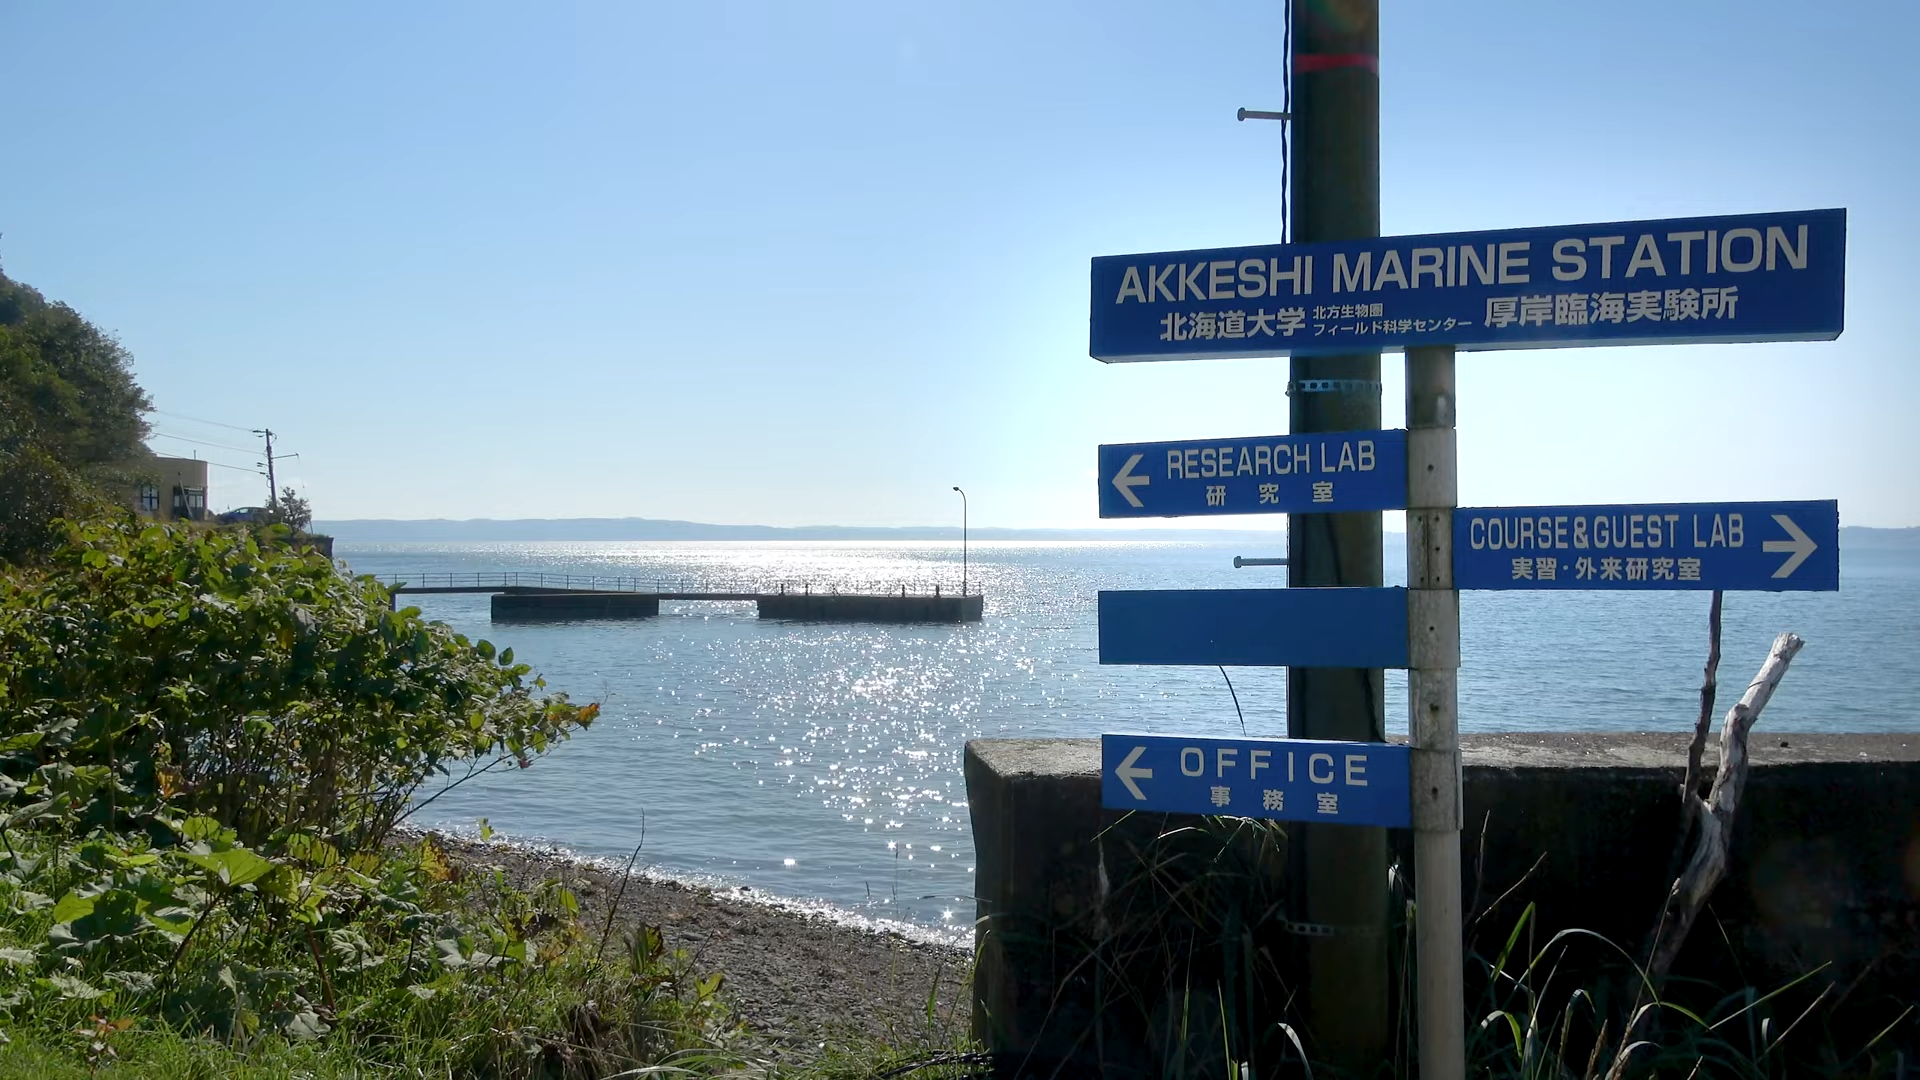 AKKESHI MARINE STATION
北海道大学 北方生物圏
フィールド科学センター 厚岸臨海実験所
← RESEARCH LAB
研究室
COURSE&GUEST LAB →
実習・外来研究室
← OFFICE
事務室